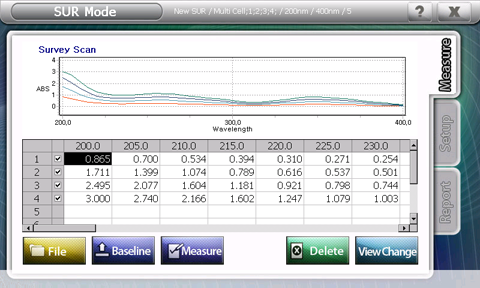 SUR Mode
New SUR / Multi Cell;1;2;3;4; / 200nm / 400nm / 5
? X
Measure
Setup
Report
Survey Scan
4
3
2
1
0
ABS
200,0 300.0 400,0
Wavelength
200.0 205.0 210.0 215.0 220.0 225.0 230.0
1 0.865 0.700 0.534 0.394 0.310 0.271 0.254
2 1.711 1.399 1.074 0.789 0.616 0.537 0.501
3 2.495 2.077 1.604 1.181 0.921 0.798 0.744
4 3.000 2.740 2.166 1.602 1.247 1.079 1.003
5
6
File Baseline Measure Delete View Change